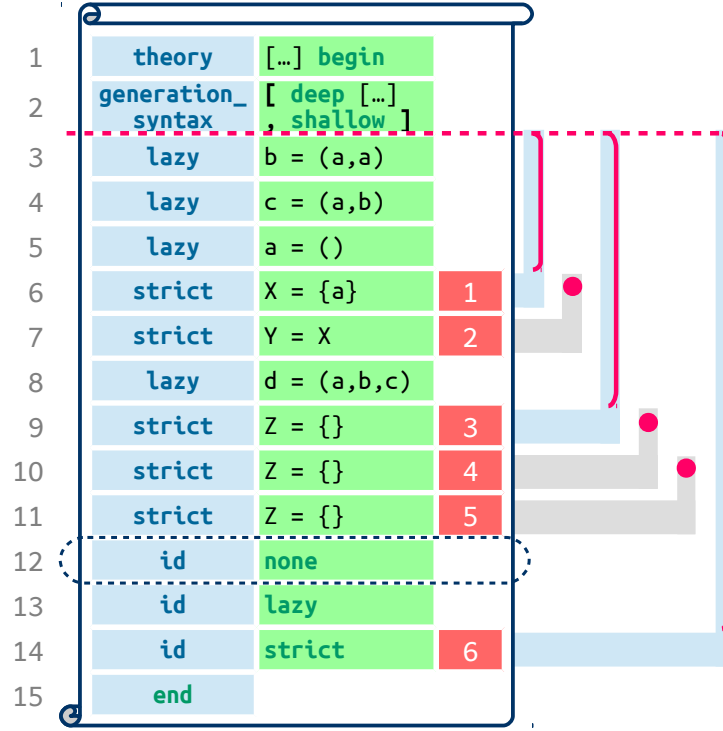 1 theory […] begin
2 generation_ [ deep […]
syntax , shallow ]
3 lazy b = (a,a)
4 lazy c = (a,b)
5 lazy a = ()
6 strict X = {a} 1
7 strict Y = X 2
8 lazy d = (a,b,c)
9 strict Z = {} 3
10 strict Z = {} 4
11 strict Z = {} 5
12 id none
13 id lazy
14 id strict 6
15 end